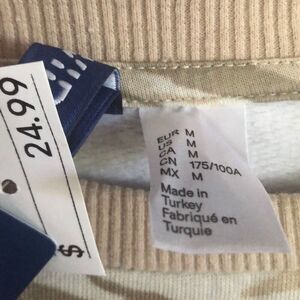 24.99
$
EUR M
US M
CA M
CN 175/100A
MX M
Made in
Turkey
Fabriqué en
Turquie